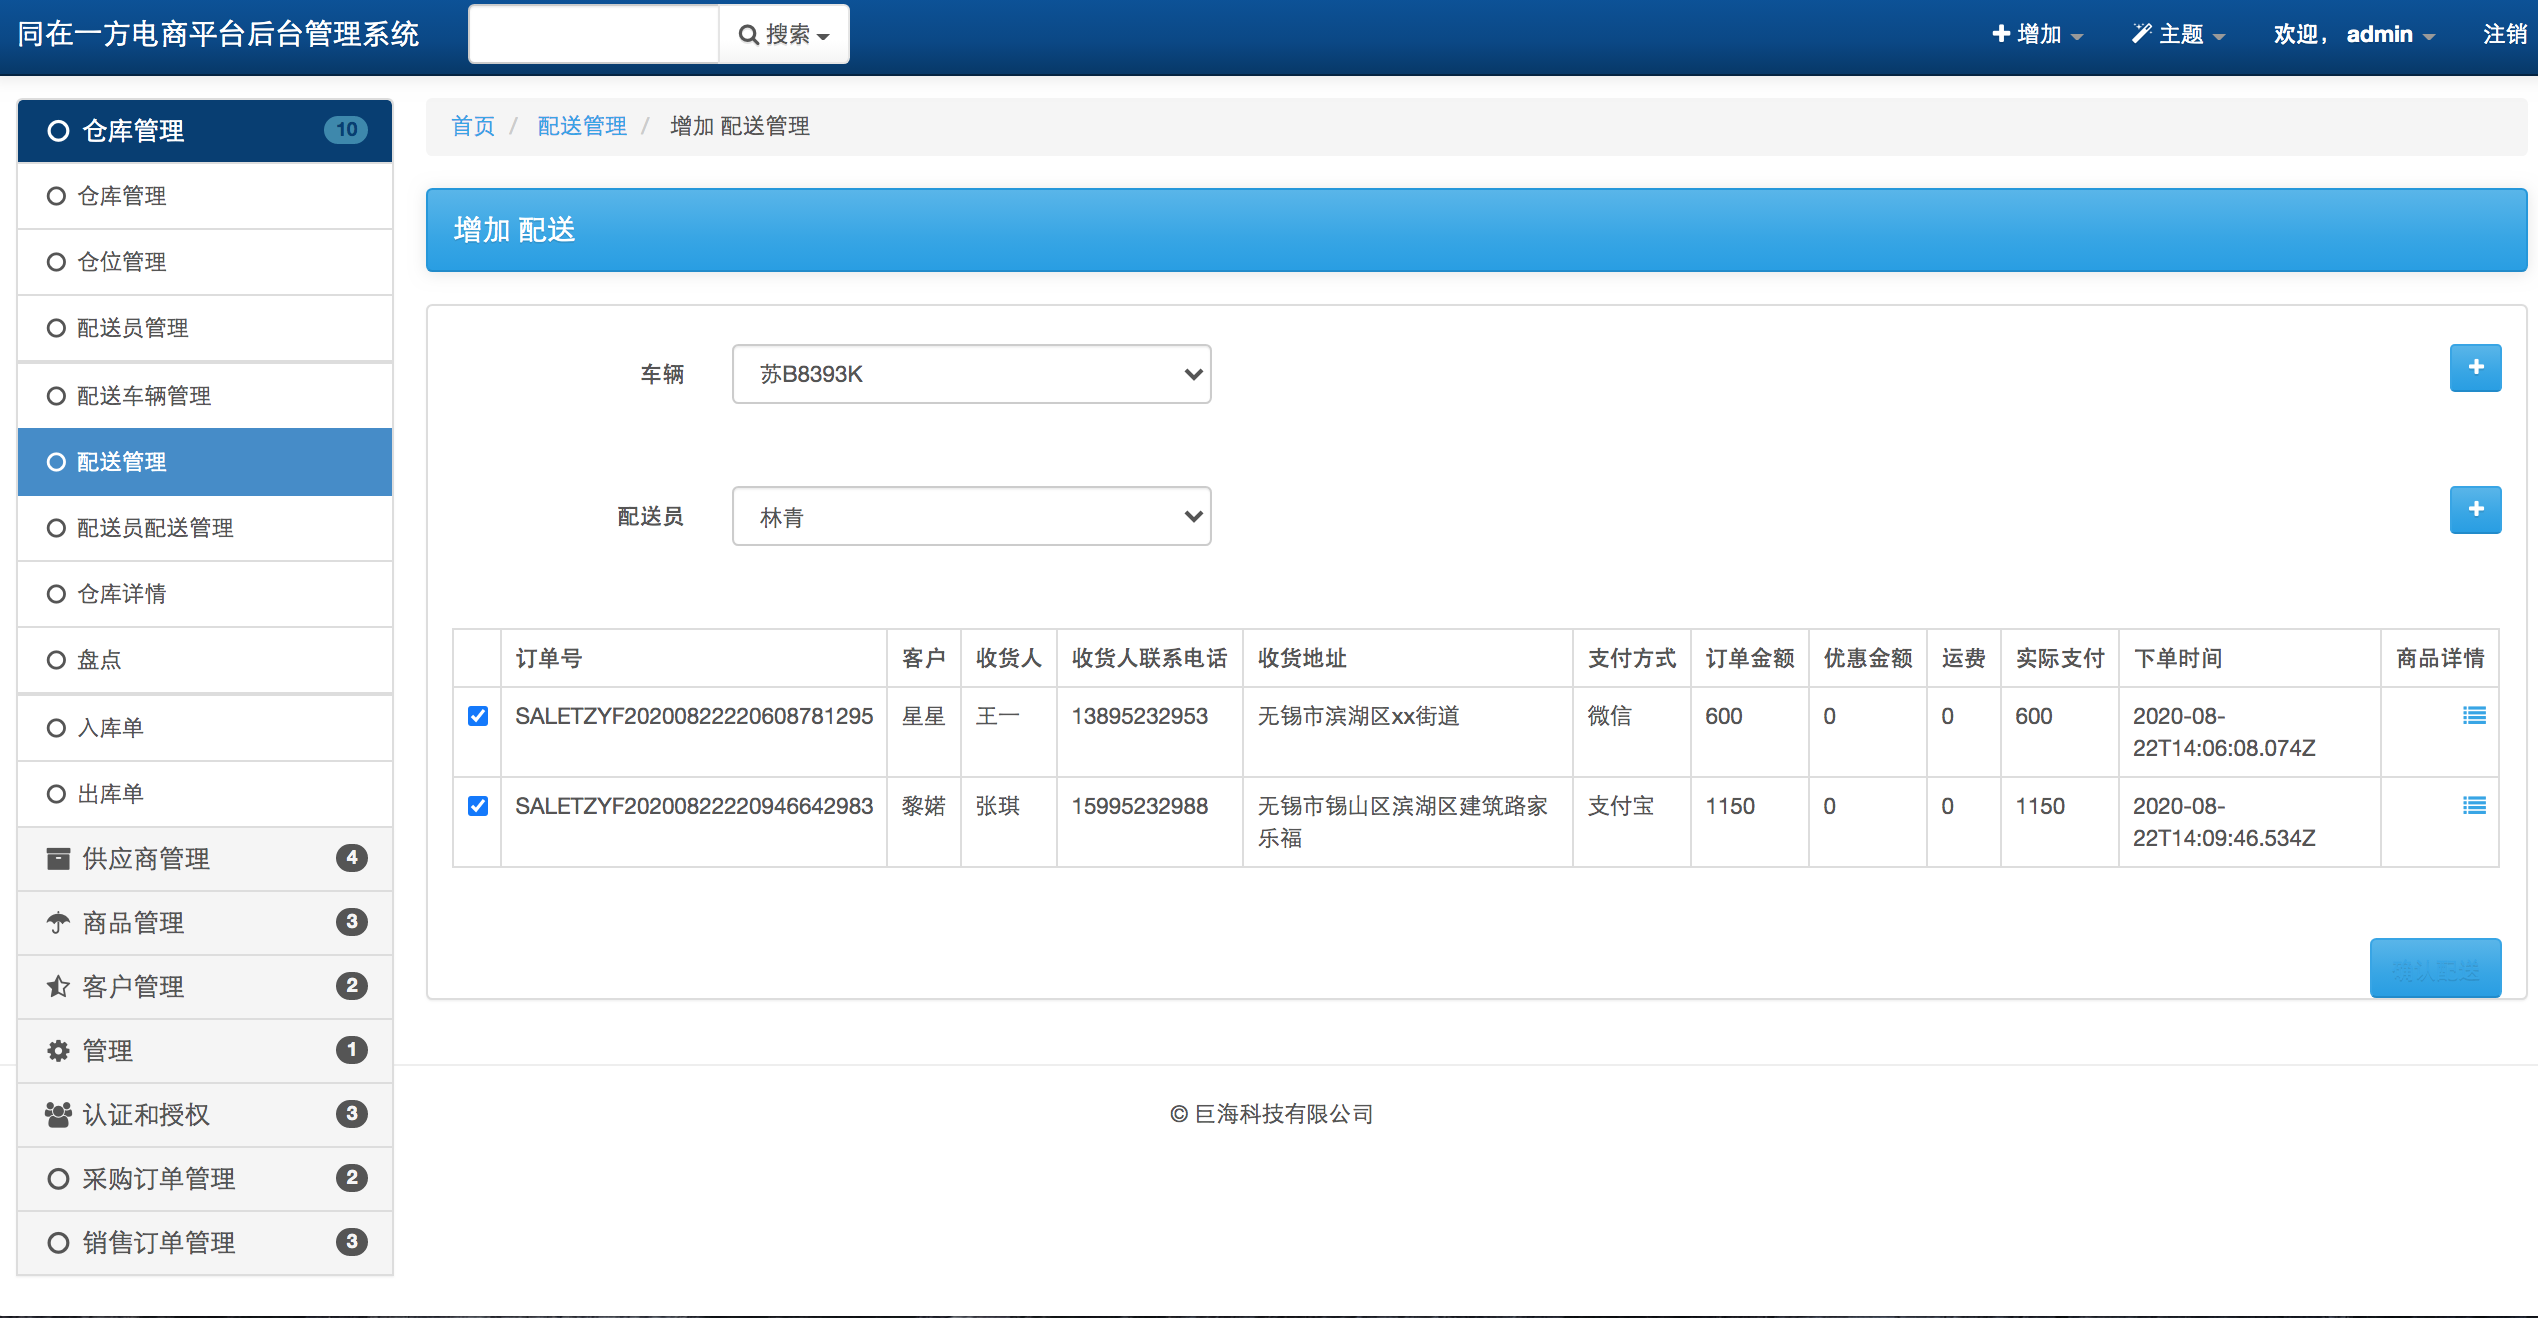 同在一方电商平台后台管理系统
搜索
增加
主题
欢迎， admin
注销
仓库管理 10
仓库管理
仓位管理
配送员管理
配送车辆管理
配送管理
配送员配送管理
仓库详情
盘点
入库单
出库单
供应商管理 4
商品管理 3
客户管理 2
管理 1
认证和授权 3
采购订单管理 2
销售订单管理 3
首页 / 配送管理 / 增加 配送管理
增加 配送
车辆 苏B8393K
配送员 林青
订单号 客户 收货人 收货人联系电话 收货地址 支付方式 订单金额 优惠金额 运费 实际支付 下单时间 商品详情
SALETZYF20200822220608781295 星星 王一 13895232953 无锡市滨湖区xx街道 微信 600 0 0 600 2020-08-
22T14:06:08.074Z
SALETZYF20200822220946642983 黎婼 张琪 15995232988 无锡市锡山区滨湖区建筑路家 支付宝 1150 0 0 1150 2020-08-
乐福 22T14:09:46.534Z
确认配送
© 巨海科技有限公司